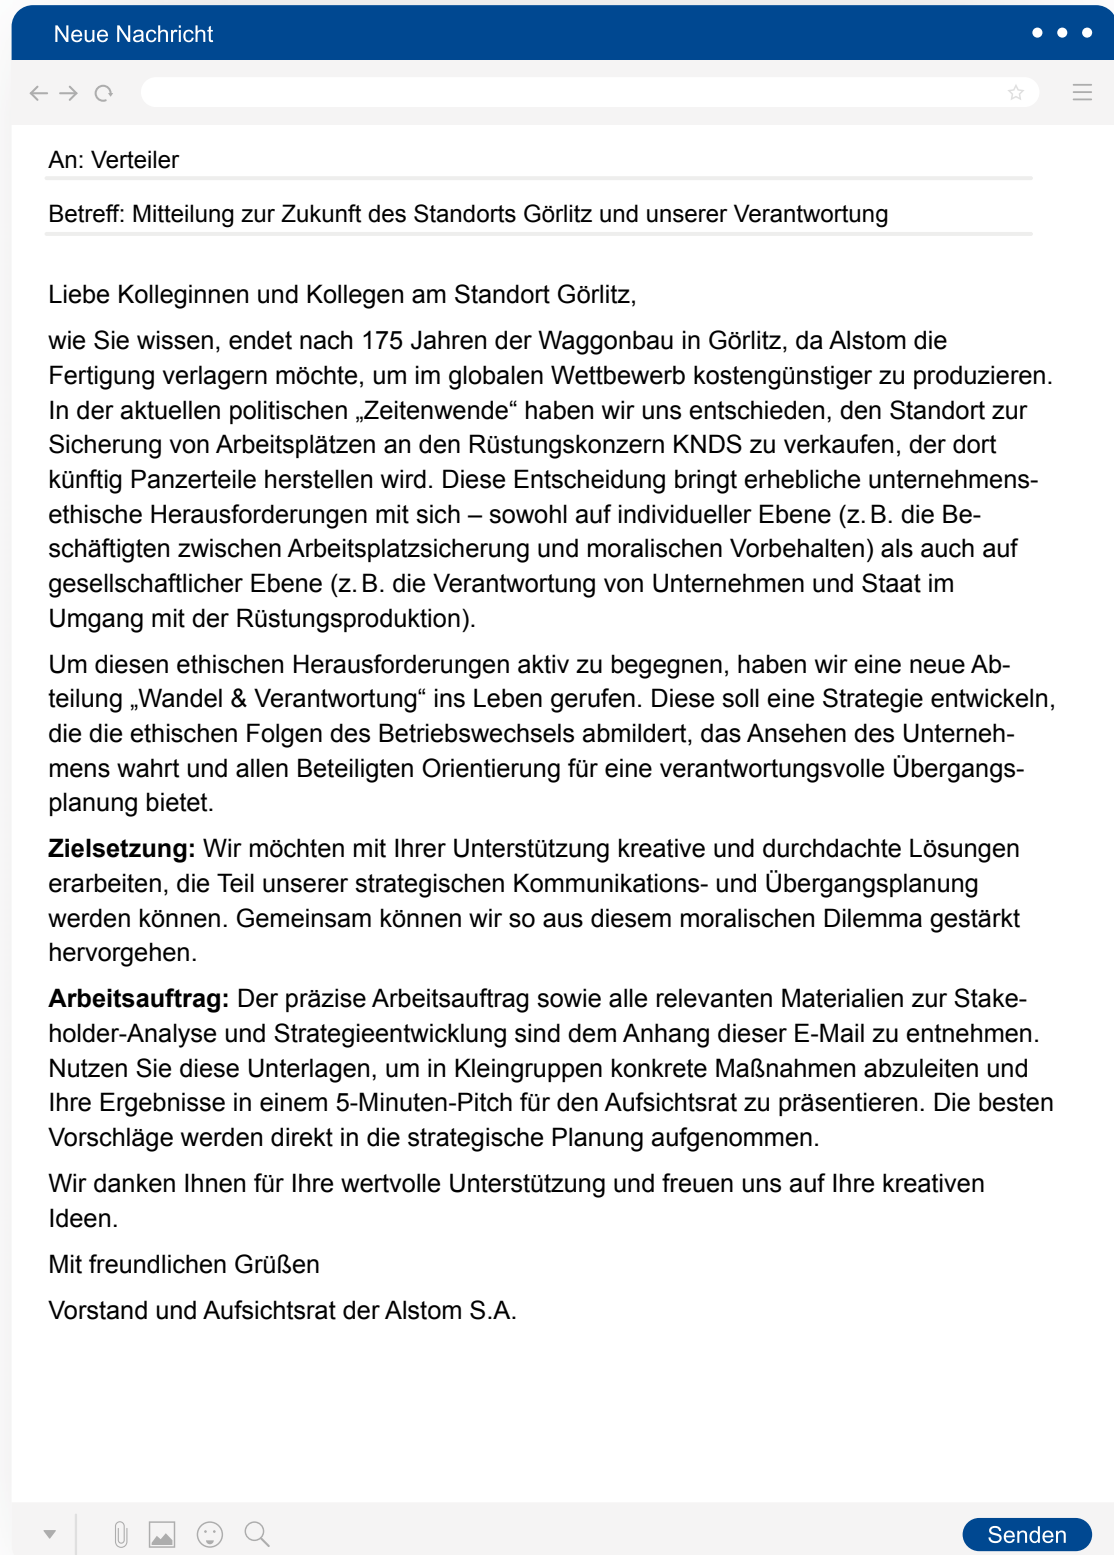 Neue Nachricht
An: Verteiler
Betreff: Mitteilung zur Zukunft des Standorts Görlitz und unserer Verantwortung
Liebe Kolleginnen und Kollegen am Standort Görlitz,
wie Sie wissen, endet nach 175 Jahren der Waggonbau in Görlitz, da Alstom die
Fertigung verlagern möchte, um im globalen Wettbewerb kostengünstiger zu produzieren.
In der aktuellen politischen „Zeitenwende“ haben wir uns entschieden, den Standort zur
Sicherung von Arbeitsplätzen an den Rüstungskonzern KNDS zu verkaufen, der dort
künftig Panzerteile herstellen wird. Diese Entscheidung bringt erhebliche unternehmens-
ethische Herausforderungen mit sich – sowohl auf individueller Ebene (z. B. die Be-
schäftigten zwischen Arbeitsplatzsicherung und moralischen Vorbehalten) als auch auf
gesellschaftlicher Ebene (z. B. die Verantwortung von Unternehmen und Staat im
Umgang mit der Rüstungsproduktion).
Um diesen ethischen Herausforderungen aktiv zu begegnen, haben wir eine neue Ab-
teilung „Wandel & Verantwortung“ ins Leben gerufen. Diese soll eine Strategie entwickeln,
die die ethischen Folgen des Betriebswechsels abmildert, das Ansehen des Unterneh-
mens wahrt und allen Beteiligten Orientierung für eine verantwortungsvolle Übergangs-
planung bietet.
Zielsetzung: Wir möchten mit Ihrer Unterstützung kreative und durchdachte Lösungen
erarbeiten, die Teil unserer strategischen Kommunikations- und Übergangsplanung
werden können. Gemeinsam können wir so aus diesem moralischen Dilemma gestärkt
hervorgehen.
Arbeitsauftrag: Der präzise Arbeitsauftrag sowie alle relevanten Materialien zur Stake-
holder-Analyse und Strategieentwicklung sind dem Anhang dieser E-Mail zu entnehmen.
Nutzen Sie diese Unterlagen, um in Kleingruppen konkrete Maßnahmen abzuleiten und
Ihre Ergebnisse in einem 5-Minuten-Pitch für den Aufsichtsrat zu präsentieren. Die besten
Vorschläge werden direkt in die strategische Planung aufgenommen.
Wir danken Ihnen für Ihre wertvolle Unterstützung und freuen uns auf Ihre kreativen
Ideen.
Mit freundlichen Grüßen
Vorstand und Aufsichtsrat der Alstom S.A.
Senden